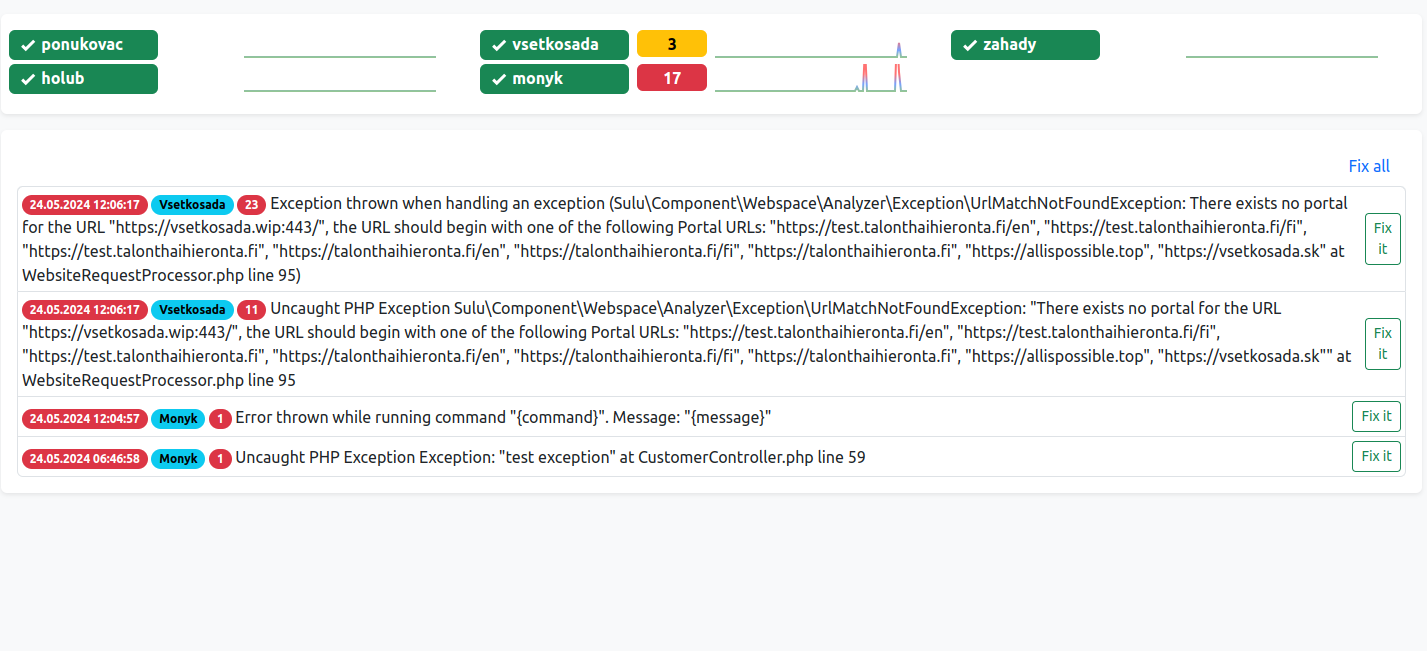 ponukovac
vsetkosada 3
zahady
holub
monyk 17
Fix all
24.05.2024 12:06:17 Vsetkosada 23 Exception thrown when handling an exception (Sulu\Component\Webspace\Analyzer\Exception\UrlMatchNotFoundException: There exists no portal
for the URL "https://vsetkosada.wip:443/", the URL should begin with one of the following Portal URLs: "https://test.talonthaihieronta.fi/en", "https://test.talonthaihieronta.fi/fi",
"https://test.talonthaihieronta.fi", "https://talonthaihieronta.fi/en", "https://talonthaihieronta.fi/fi", "https://talonthaihieronta.fi", "https://allispossible.top", "https://vsetkosada.sk" at
WebsiteRequestProcessor.php line 95)
Fix
it
24.05.2024 12:06:17 Vsetkosada 11 Uncaught PHP Exception Sulu\Component\Webspace\Analyzer\Exception\UrlMatchNotFoundException: "There exists no portal for the URL
"https://vsetkosada.wip:443/", the URL should begin with one of the following Portal URLs: "https://test.talonthaihieronta.fi/en", "https://test.talonthaihieronta.fi/fi",
"https://test.talonthaihieronta.fi", "https://talonthaihieronta.fi/en", "https://talonthaihieronta.fi/fi", "https://talonthaihieronta.fi", "https://allispossible.top", "https://vsetkosada.sk"" at
WebsiteRequestProcessor.php line 95
Fix
it
24.05.2024 12:04:57 Monyk 1 Error thrown while running command "{command}". Message: "{message}"
Fix it
24.05.2024 06:46:58 Monyk 1 Uncaught PHP Exception Exception: "test exception" at CustomerController.php line 59
Fix it